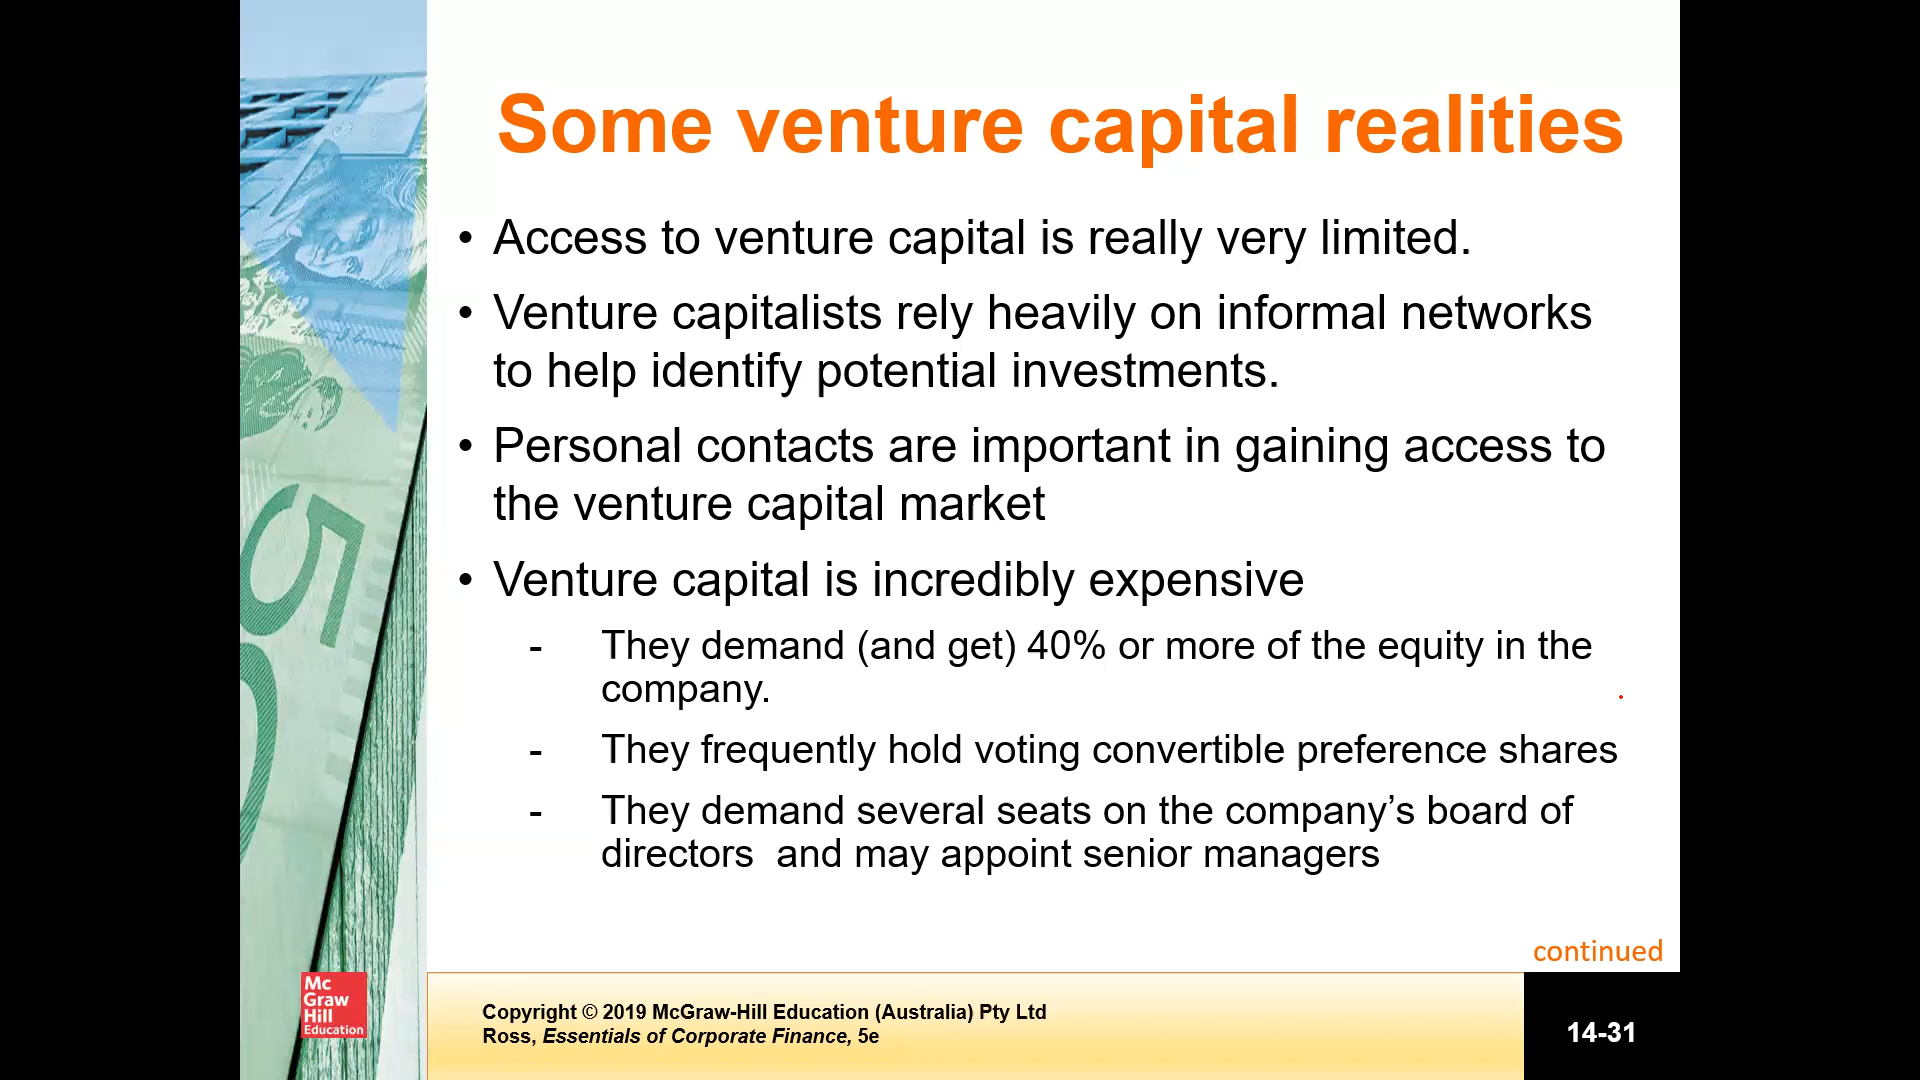 Some venture capital realities
• Access to venture capital is really very limited.
• Venture capitalists rely heavily on informal networks
to help identify potential investments.
• Personal contacts are important in gaining access to
the venture capital market
• Venture capital is incredibly expensive
- They demand (and get) 40% or more of the equity in the
company.
- They frequently hold voting convertible preference shares
- They demand several seats on the company’s board of
directors  and may appoint senior managers
continued
Mc
Graw
Hill
Education
Copyright © 2019 McGraw-Hill Education (Australia) Pty Ltd
Ross, Essentials of Corporate Finance, 5e
14-31
5